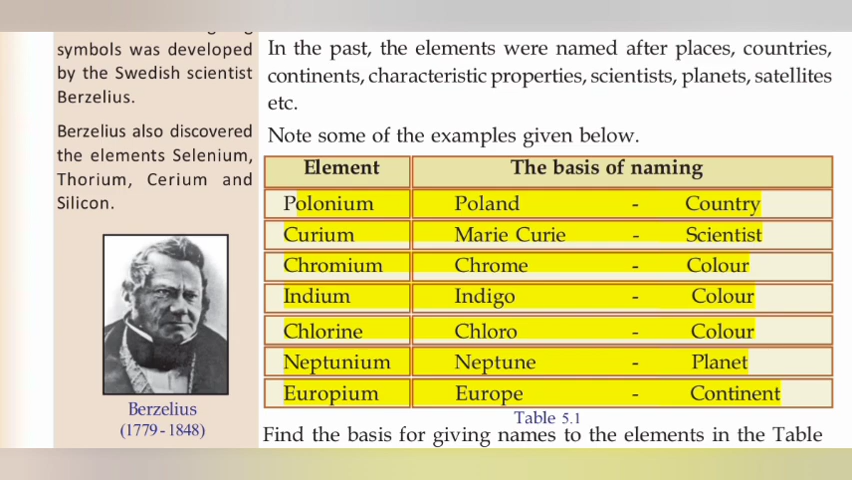 symbols was developed
by the Swedish scientist
Berzelius.
Berzelius also discovered
the elements Selenium,
Thorium, Cerium and
Silicon.
Berzelius
(1779 - 1848)
In the past, the elements were named after places, countries,
continents, characteristic properties, scientists, planets, satellites
etc.
Note some of the examples given below.
Element The basis of naming
Polonium Poland - Country
Curium Marie Curie - Scientist
Chromium Chrome - Colour
Indium Indigo - Colour
Chlorine Chloro - Colour
Neptunium Neptune - Planet
Europium Europe - Continent
Table 5.1
Find the basis for giving names to the elements in the Table